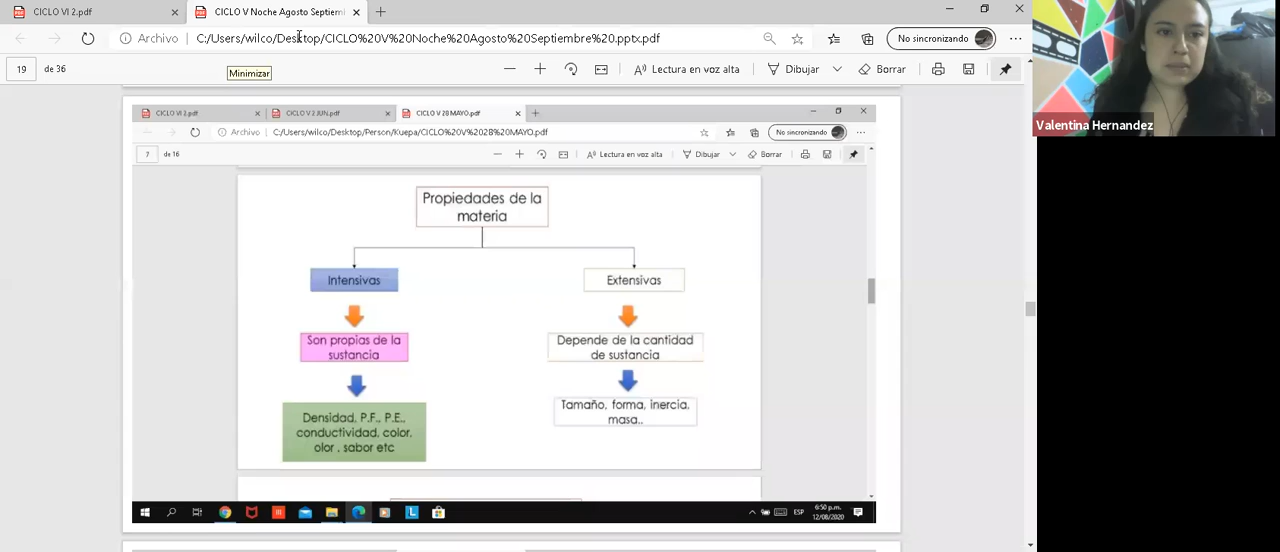 CICLO VI 2.pdf
CICLO V Noche Agosto Septiem
Archivo
C:/Users/wilco/Desktop/CICLO%20V%20Noche%20Agosto%20Septiembre%20.pptx.pdf
No sincronizando
19 de 36
Minimizar
Lectura en voz alta
Dibujar
Borrar
CICLO VI 2.pdf
CICLO V 3 JUN.pdf
CICLO V 28 MAYO.pdf
Archivo
C:/Users/wilco/Desktop/Person/Kuepa/CICLO%20V%2028%20MAYO.pdf
No sincronizando
7 de 16
Lectura en voz alta
Dibujar
Borrar
Valentina Hernandez
Propiedades de la
materia
Intensivas
Extensivas
Son propias de la
sustancia
Depende de la cantidad
de sustancia
Densidad, P.F., P.E.,
conductividad, color,
olor , sabor etc
Tamaño, forma, inercia,
masa..
ESP
6:50 p.m.
12/08/2020